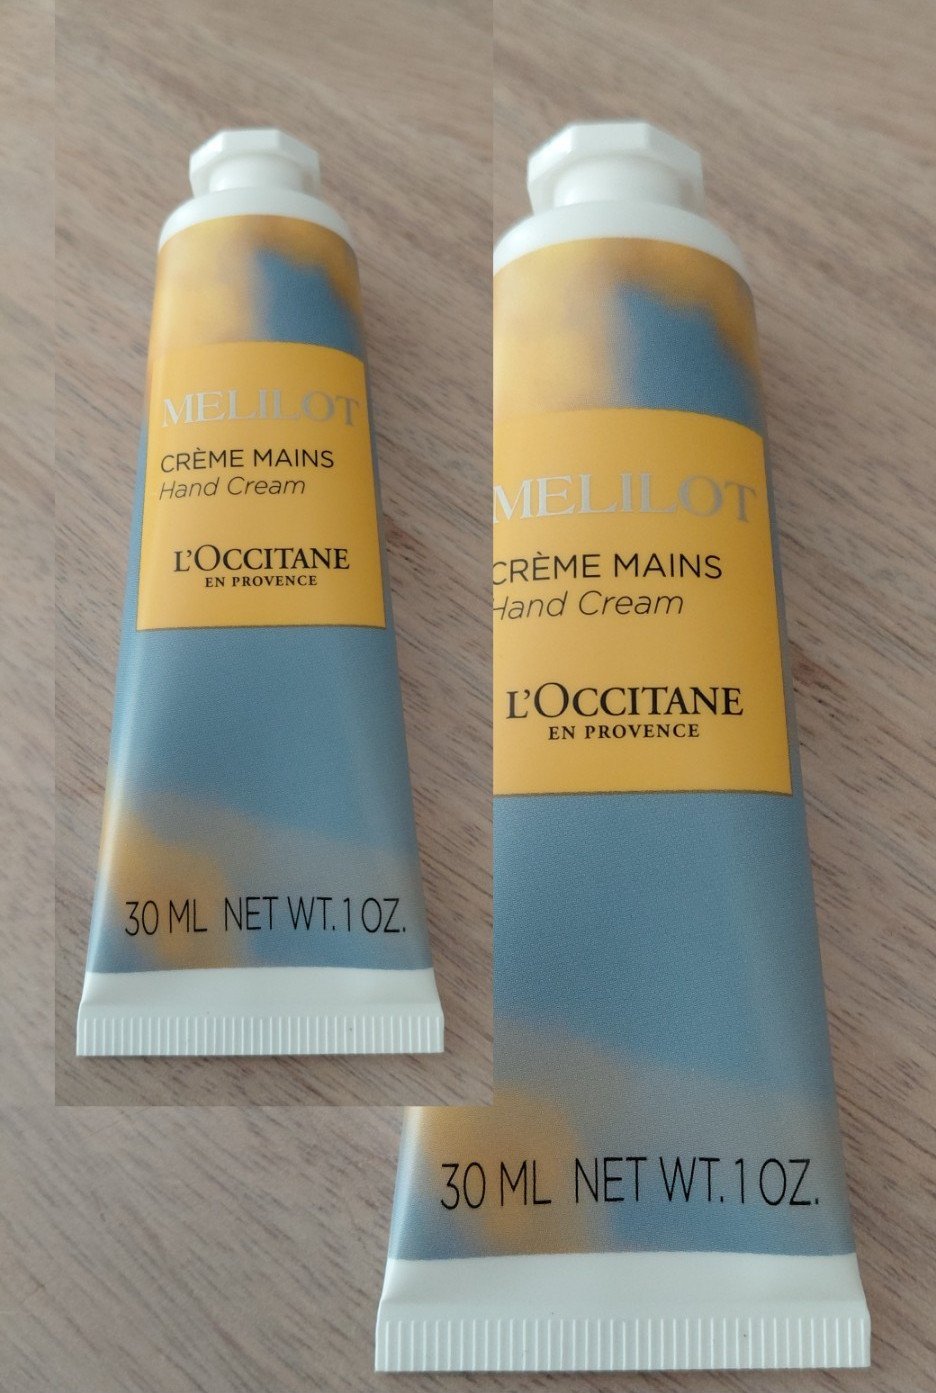 MELILOT
CRÈME MAINS
Hand Cream
L'OCCITANE
EN PROVENCE
30 ML NET WT. 1 OZ.
MELILOT
CRÈME MAINS
Hand Cream
L'OCCITANE
EN PROVENCE
30 ML NET WT. 1 OZ.